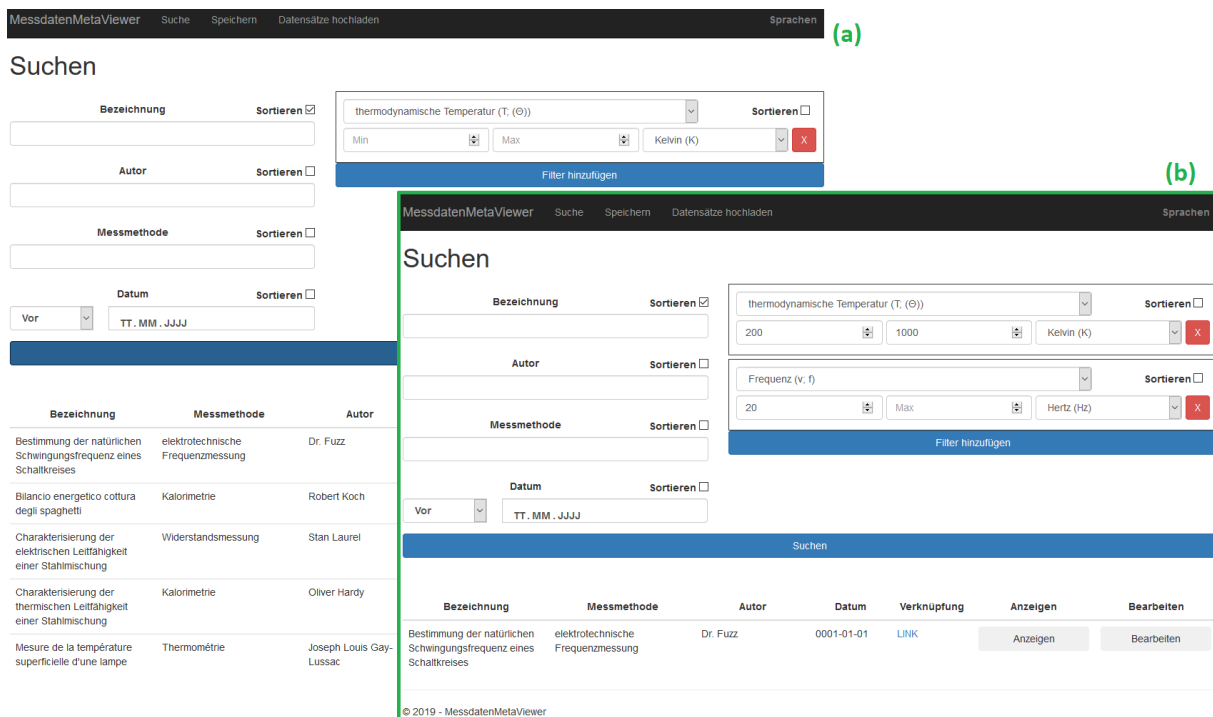 MessdatenMetaViewer Suche Speichern Datensätze hochladen Sprachen
(a)
Suchen
Bezeichnung Sortieren
thermodynamische Temperatur (T; (Θ)) Sortieren
Min Max Kelvin (K) X
Autor Sortieren
Filter hinzufügen
Messmethode Sortieren
Datum Sortieren
Vor TT.MM.JJJJ
Bezeichnung Messmethode Autor
Bestimmung der natürlichen elektrotechnische Dr. Fuzz
Schwingungsfrequenz eines Frequenzmessung
Schaltkreises
Bilancio energetico cottura Kalorimetrie Robert Koch
degli spaghetti
Charakterisierung der Widerstandsmessung Stan Laurel
elektrischen Leitfähigkeit
einer Stahlmischung
Charakterisierung der Kalorimetrie Oliver Hardy
thermischen Leitfähigkeit
einer Stahlmischung
Mesure de la température Thermométrie Joseph Louis Gay-
superficielle d'une lampe Lussac
(b)
MessdatenMetaViewer Suche Speichern Datensätze hochladen Sprachen
Suchen
Bezeichnung Sortieren
thermodynamische Temperatur (T; (Θ)) Sortieren
200 1000 Kelvin (K) X
Autor Sortieren
Frequenz (v; f) Sortieren
20 Max Hertz (Hz) X
Messmethode Sortieren
Filter hinzufügen
Datum Sortieren
Vor TT.MM.JJJJ
Suchen
Bezeichnung Messmethode Autor Datum Verknüpfung Anzeigen Bearbeiten
Bestimmung der natürlichen elektrotechnische Dr. Fuzz 0001-01-01 LINK Anzeigen Bearbeiten
Schwingungsfrequenz eines Frequenzmessung
Schaltkreises
© 2019 - MessdatenMetaViewer